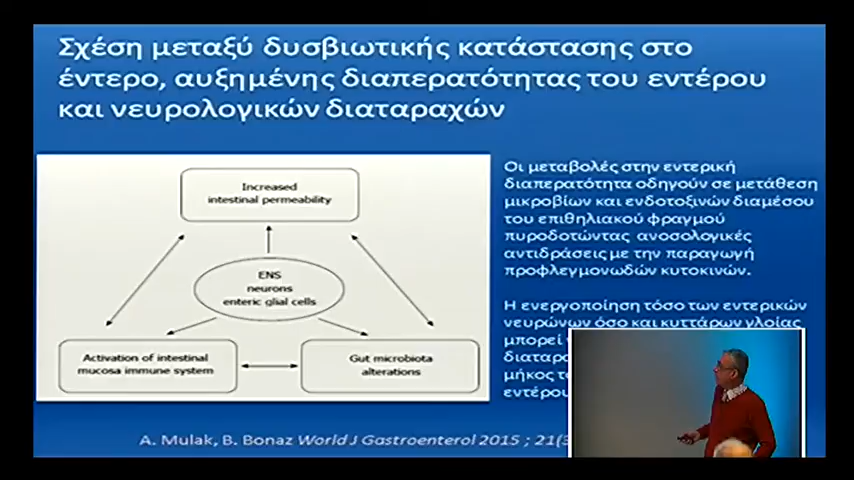 Σχέση μεταξύ δυσβιωτικής κατάστασης στο
έντερο, αυξημένης διαπερατότητας του εντέρου
και νευρολογικών διαταραχών
Increased
intestinal permeability
ENS
neurons
enteric glial cells
Activation of intestinal
mucosa immune system
Gut microbiota
alterations
Οι μεταβολές στην εντερική
διαπερατότητα οδηγούν σε μετάθεση
μικροβίων και ενδοτοξινών διαμέσου
του επιθηλιακού φραγμού
πυροδοτώντας ανοσολογικές
αντιδράσεις με την παραγωγή
προφλεγμονωδών κυτοκινών.
Η ενεργοποίηση τόσο των εντερικών
νευρώνων όσο και κυττάρων γλοίας
μπορεί
μήκος
εντέρου
A. Mulak, B. Bonaz World J Gastroenterol 2015 ; 21(3